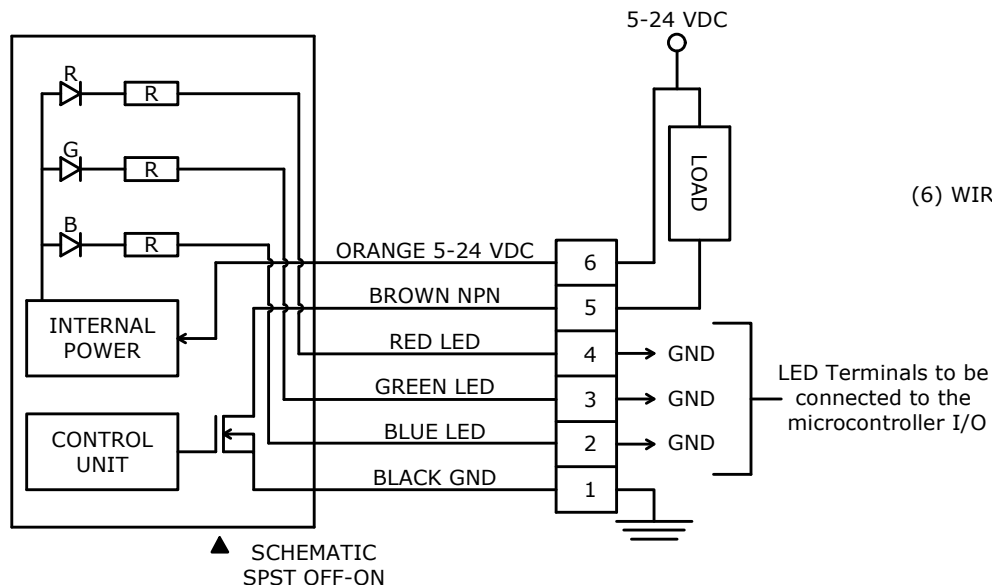 5-24 VDC
R
R
G
R
B
R
LOAD
(6) WIR
ORANGE 5-24 VDC
6
BROWN NPN
5
INTERNAL
POWER
RED LED
4
GND
GREEN LED
3
GND
LED Terminals to be
connected to the
microcontroller I/O
CONTROL
UNIT
BLUE LED
2
GND
BLACK GND
1
SCHEMATIC
SPST OFF-ON